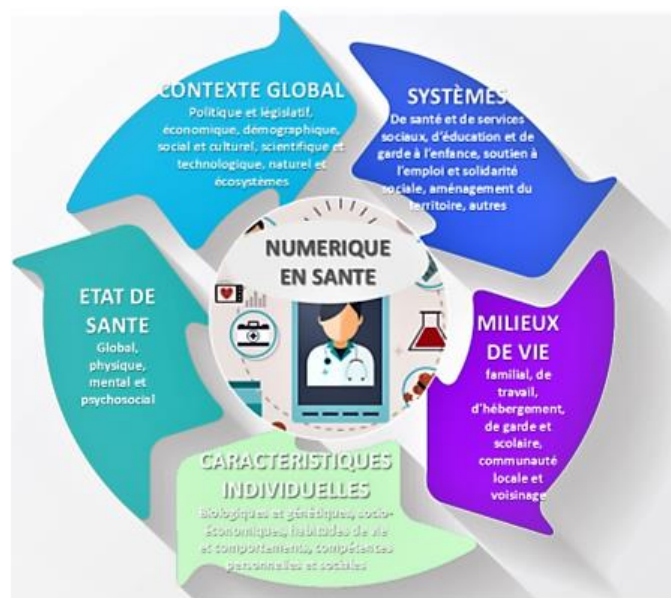 CONTEXTE GLOBAL
Politique et législatif,
économique, démographique,
social et culturel, scientifique et
technologique, naturel et
écosystèmes
SYSTÈMES
De santé et de services
sociaux, d'éducation et de
garde à l'enfance, soutien à
l'emploi et solidarité
sociale, aménagement du
territoire, autres
NUMERIQUE
EN SANTE
ETAT DE
SANTE
Global,
physique,
mental et
psychosocial
MILIEUX
DE VIE
familial, de
travail,
d'hébergement,
de garde et
scolaire,
communauté
locale et
voisinage
CARACTERISTIQUES
INDIVIDUELLES
Biologiques et génétiques, socio-
économiques, habitudes de vie
et comportements, compétences
personnelles et sociales